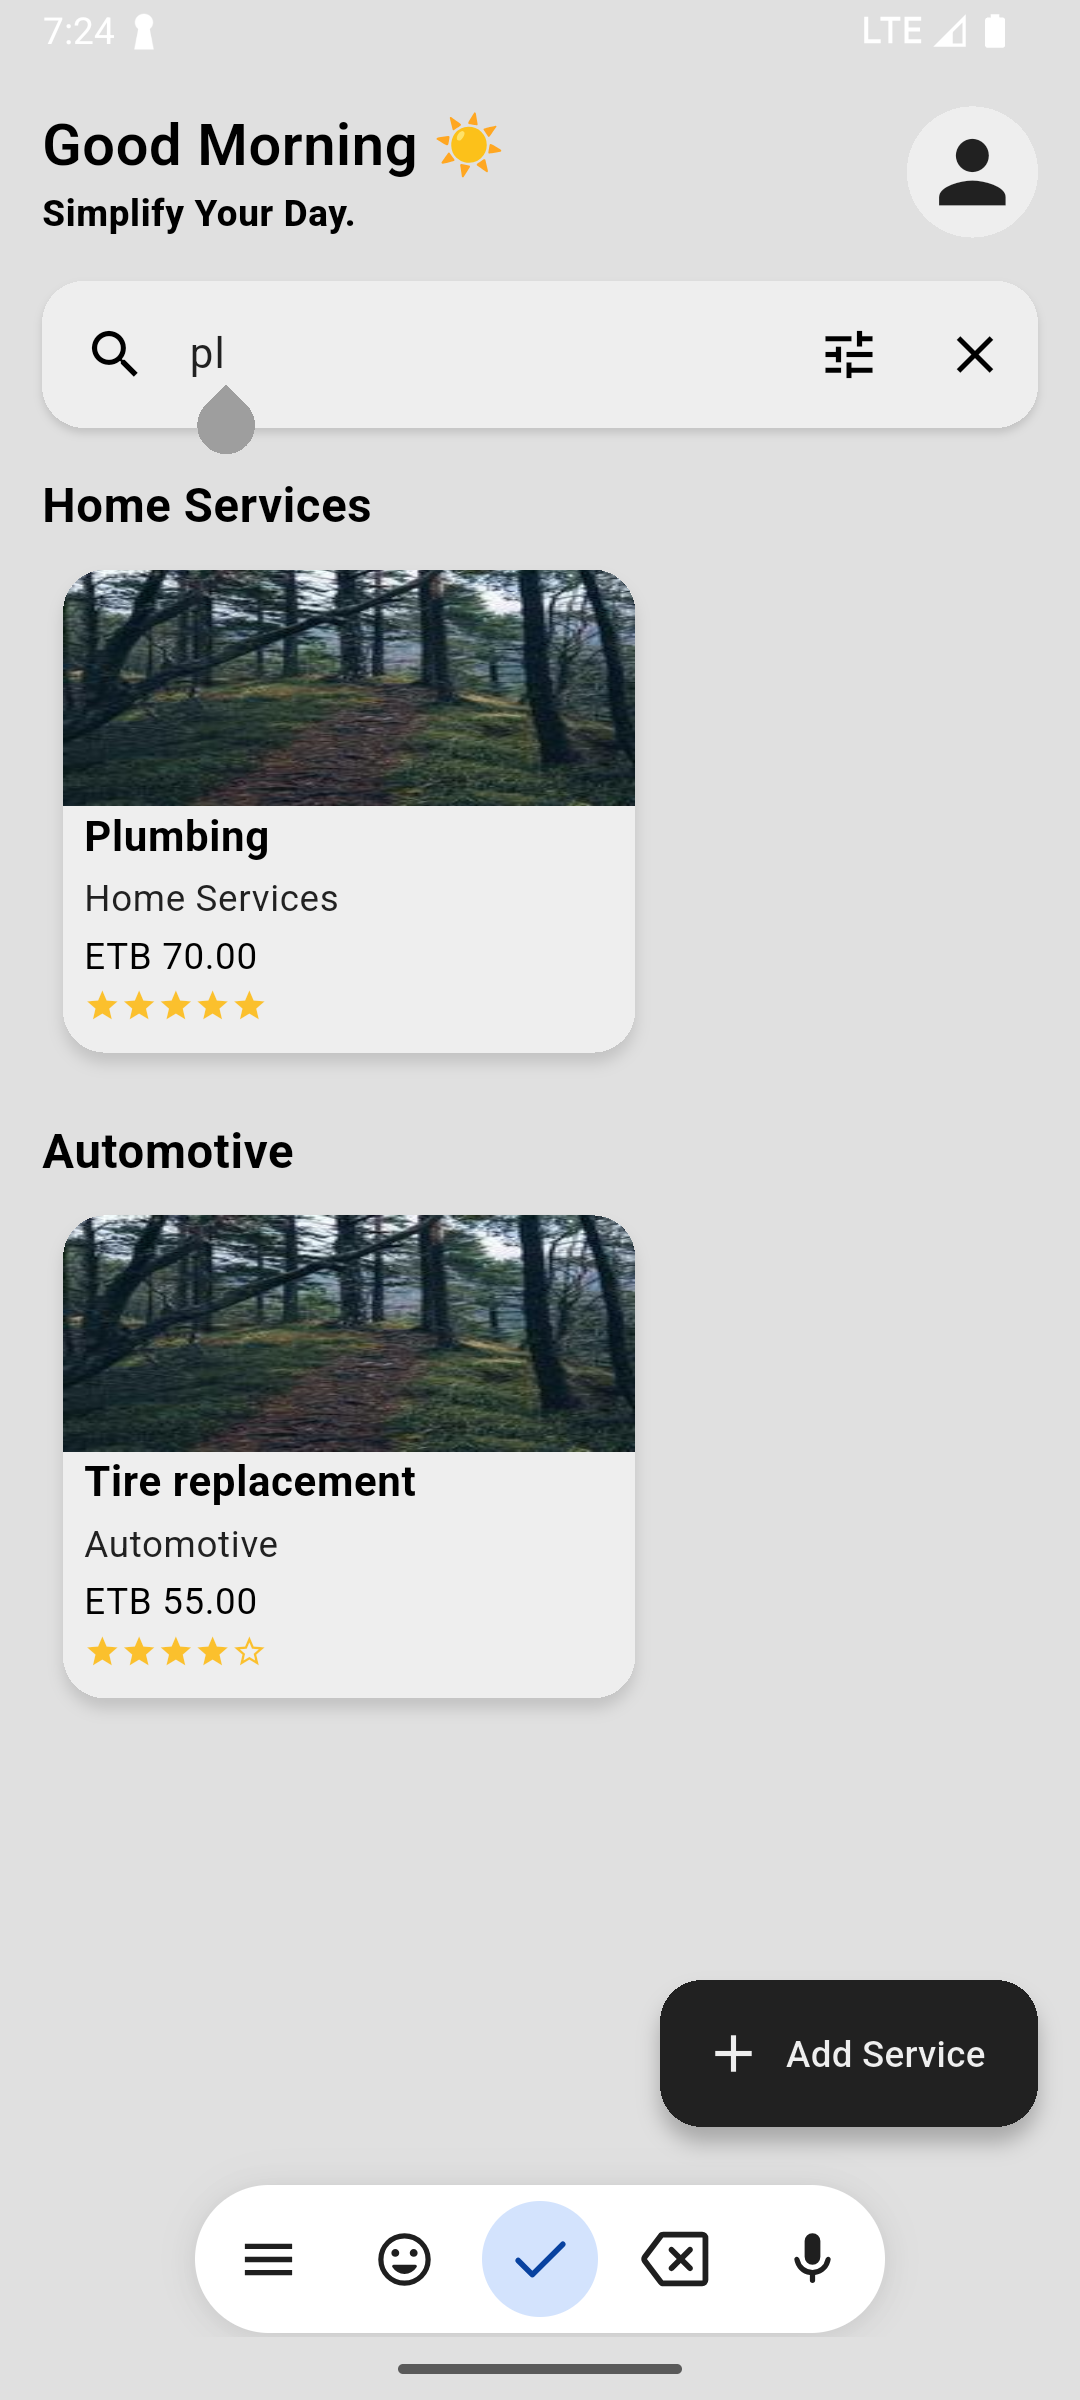 7:24
LTE
Good Morning ☀️
Simplify Your Day.
pl
Home Services
Plumbing
Home Services
ETB 70.00
Automotive
Tire replacement
Automotive
ETB 55.00
Add Service